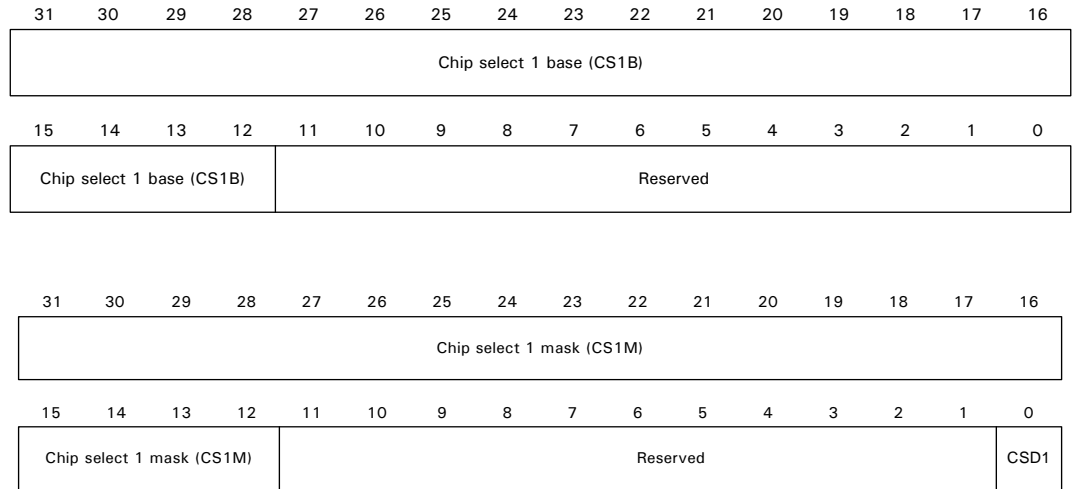 31 30 29 28 27 26 25 24 23 22 21 20 19 18 17 16
Chip select 1 base (CS1B)
15 14 13 12 11 10 9 8 7 6 5 4 3 2 1 0
Chip select 1 base (CS1B) Reserved
31 30 29 28 27 26 25 24 23 22 21 20 19 18 17 16
Chip select 1 mask (CS1M)
15 14 13 12 11 10 9 8 7 6 5 4 3 2 1 0
Chip select 1 mask (CS1M) Reserved CSD1